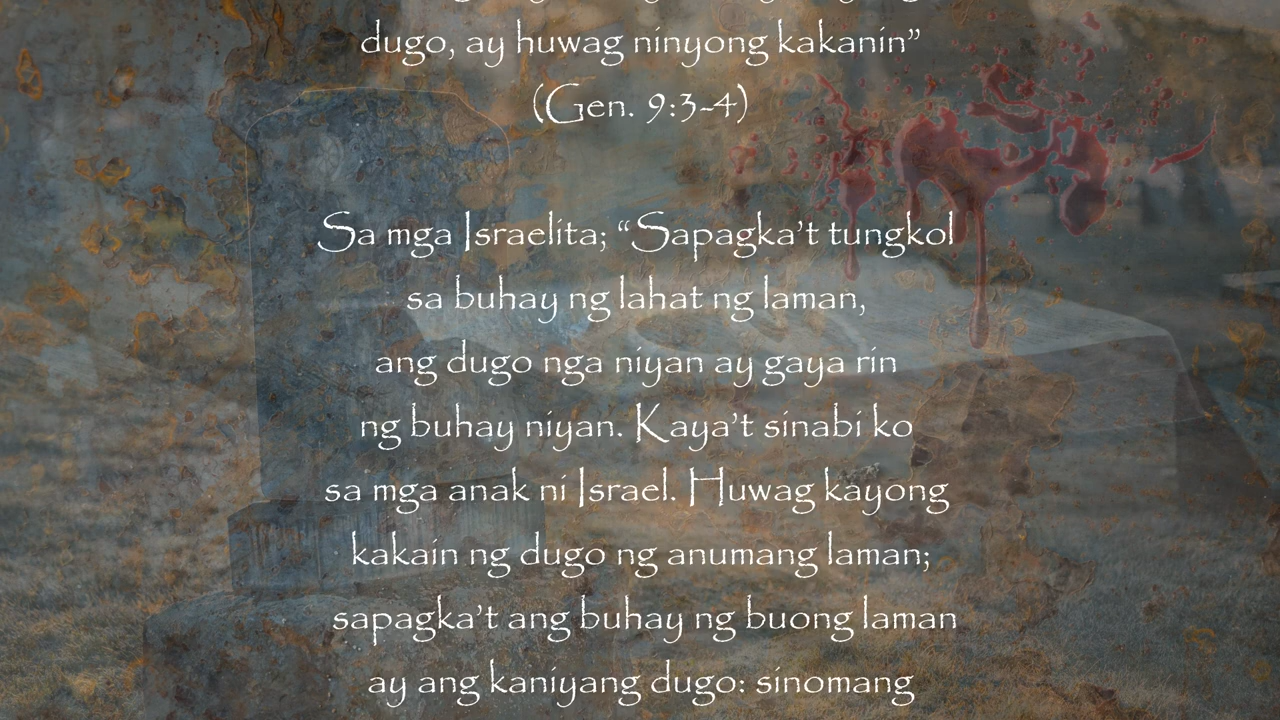 dugo, ay huwag ninyong kakanin”
(Gen. 9:3-4)
Sa mga Israelita; “Sapagka’t tungkol
sa buhay ng lahat ng laman,
ang dugo nga niyan ay gaya rin
ng buhay niyan. Kaya’t sinabi ko
sa mga anak ni Israel. Huwag kayong
kakain ng dugo ng anumang laman;
sapagka’t ang buhay ng buong laman
ay ang kaniyang dugo: sinomang